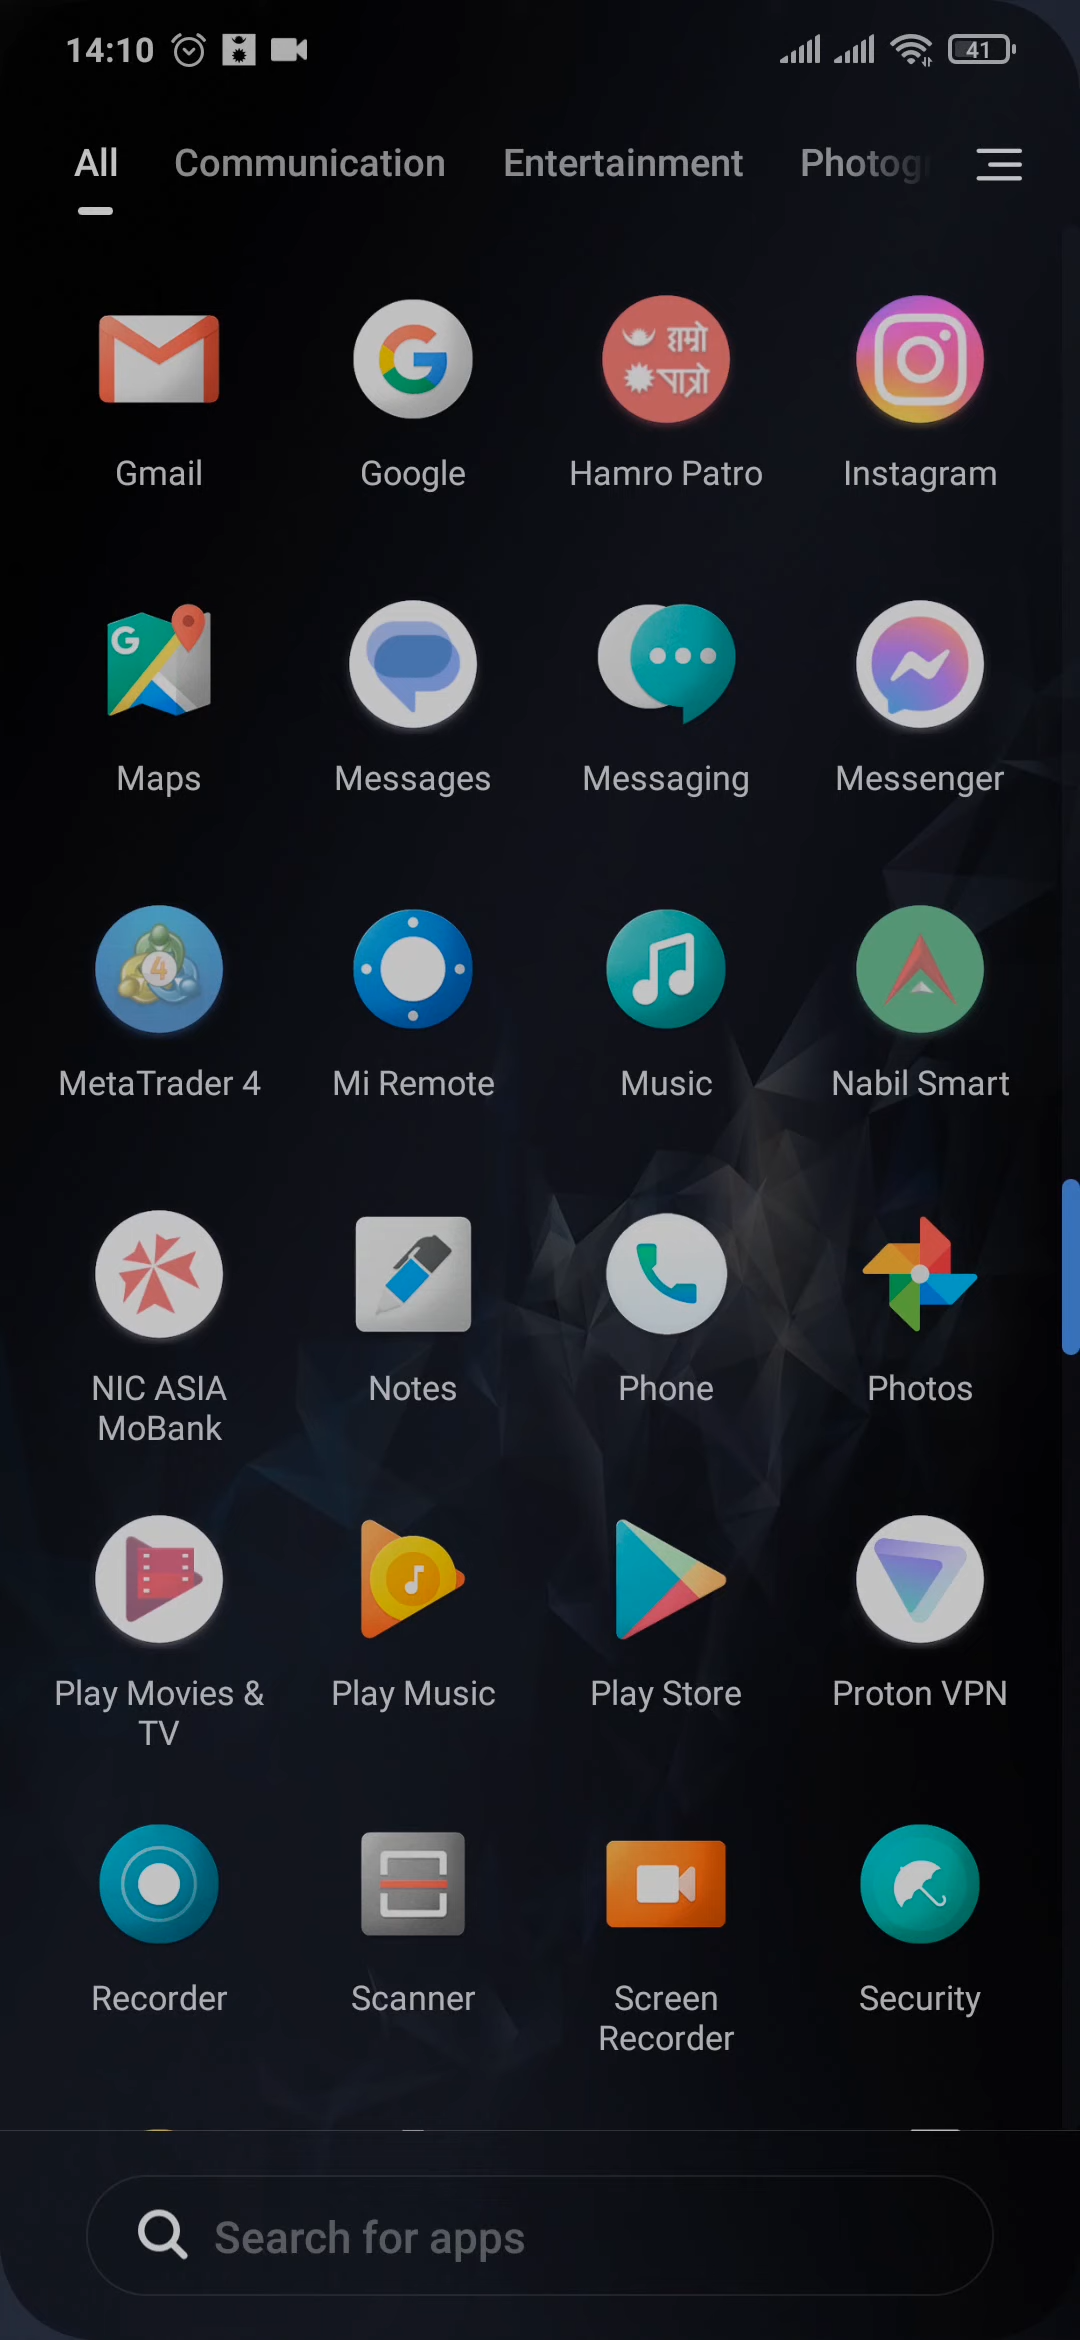 14:10
41
All Communication Entertainment Photog
हाम्रो
पात्रो
Gmail Google Hamro Patro Instagram
G
Maps Messages Messaging Messenger
4
MetaTrader 4 Mi Remote Music Nabil Smart
NIC ASIA
MoBank
Notes Phone Photos
Play Movies &
TV
Play Music Play Store Proton VPN
Recorder Scanner Screen
Recorder
Security
Search for apps